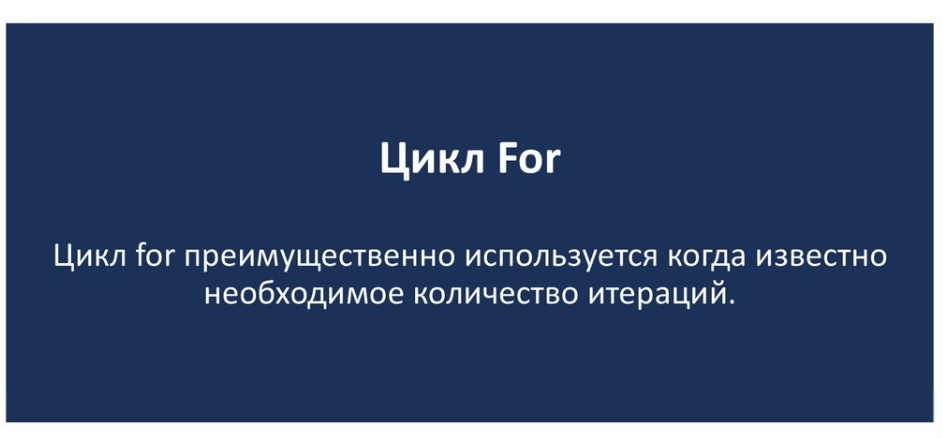 Цикл For
Цикл for преимущественно используется когда известно
необходимое количество итераций.